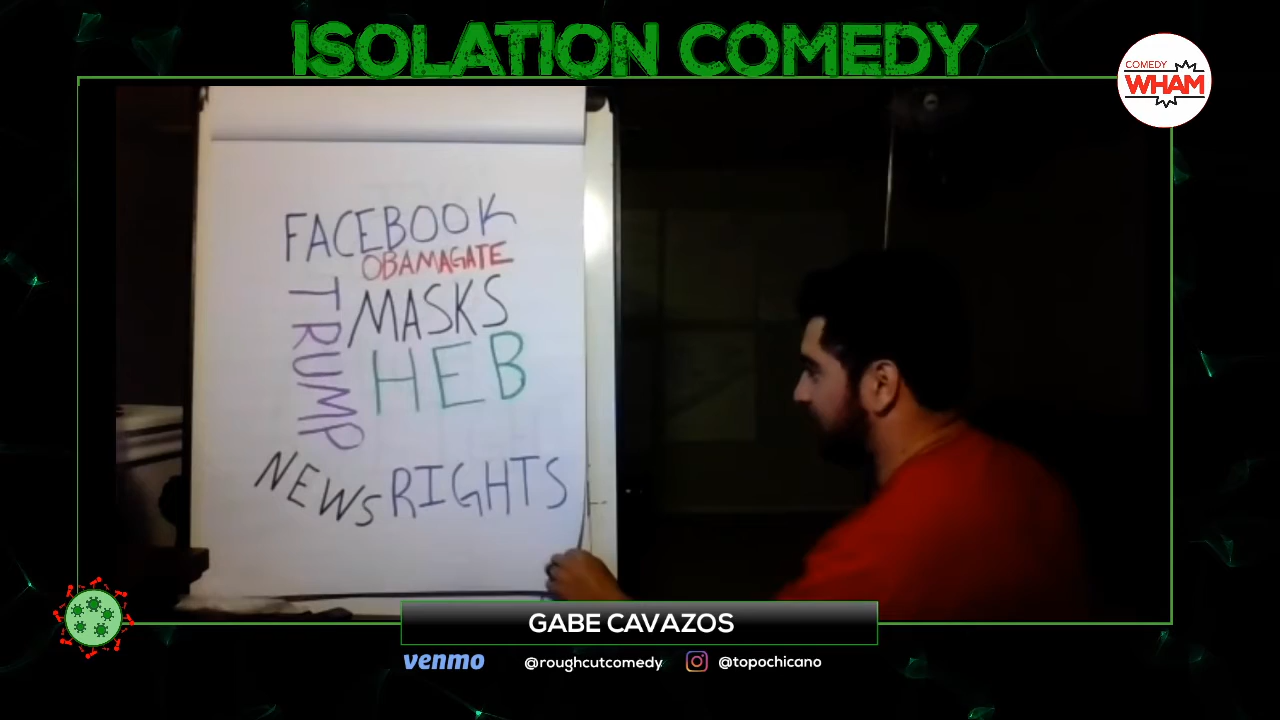 ISOLATION COMEDY
COMEDY
WHAM
FACEBOOK
OBAMAGATE
TRUMP
MASKS
HEB
NEWS RIGHTS
GABE CAVAZOS
venmo @roughcutcomedy @topochicano